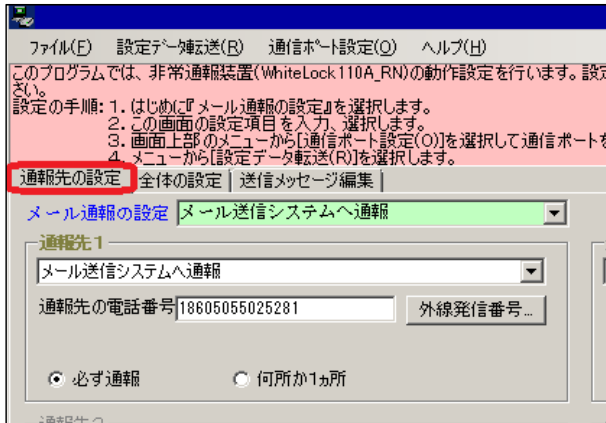 ファイル(F) 設定データ転送(R) 通信ポート設定(O) ヘルプ(H)
このプログラムでは、非常通報装置(WhiteLock110A_RN)の動作設定を行います。設定
さい。
設定の手順: 1. はじめに『メール通報の設定』を選択します。
2. この画面の設定項目を入力、選択します。
3. 画面上部のメニューから[通信ポート設定(O)]を選択して通信ポートを
4. メニューから[設定データ転送(R)]を選択します。
通報先の設定 全体の設定 送信メッセージ編集
メール通報の設定 メール送信システムへ通報
通報先1
メール送信システムへ通報
通報先の電話番号 18605055025281 外線発信番号...
必ず通報 何所か1ヵ所
通報先2